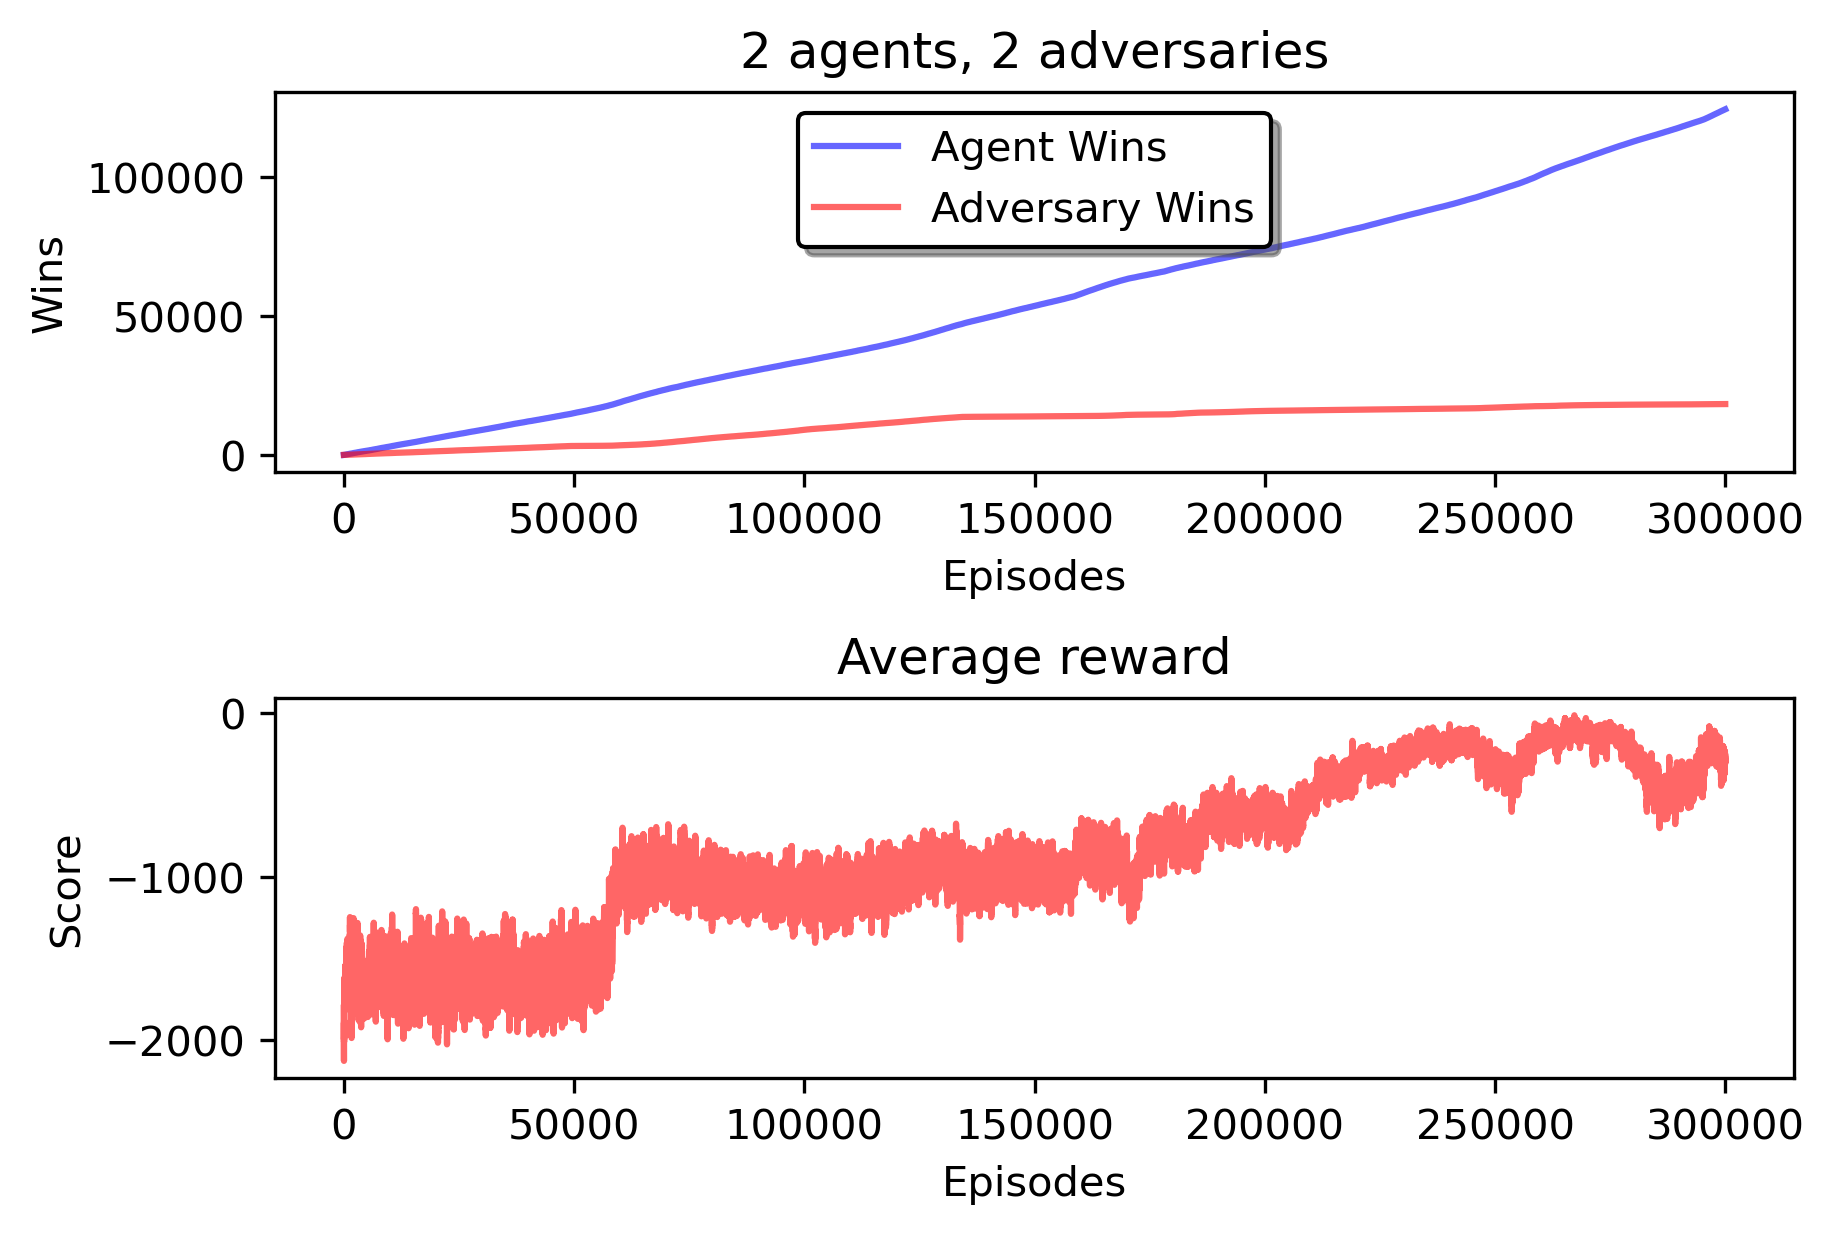 2 agents, 2 adversaries
Agent Wins
Adversary Wins
Wins
100000
50000
0
0 50000 100000 150000 200000 250000 300000
Episodes
Average reward
Score
0
−1000
−2000
0 50000 100000 150000 200000 250000 300000
Episodes